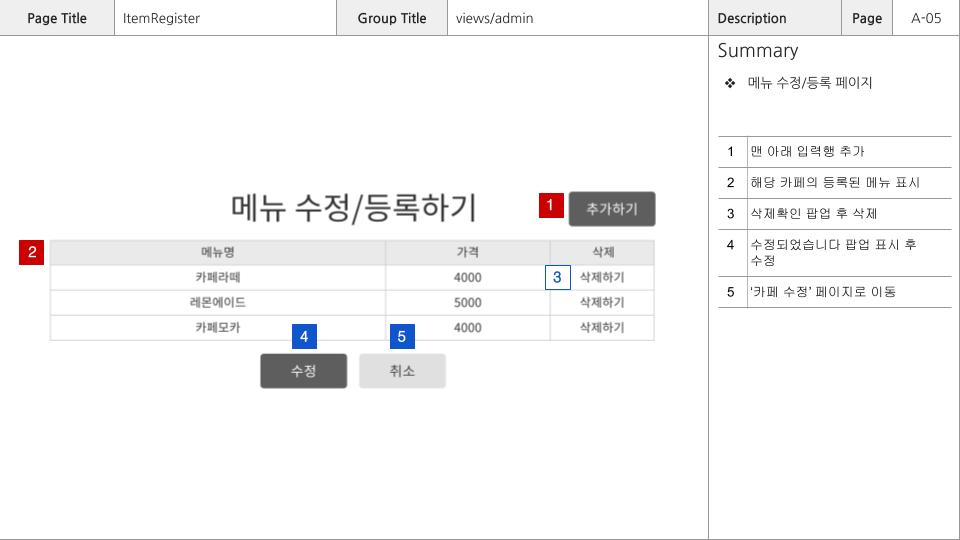 Page Title ItemRegister Group Title views/admin Description Page A-05
메뉴 수정/등록하기
1 추가하기
2 메뉴명 가격 삭제
카페라떼 4000 3 삭제하기
레몬에이드 5000 삭제하기
카페모카 4000 삭제하기
4 5
수정 취소
Summary
❖ 메뉴 수정/등록 페이지
1 맨 아래 입력행 추가
2 해당 카페의 등록된 메뉴 표시
3 삭제확인 팝업 후 삭제
4 수정되었습니다 팝업 표시 후
수정
5 '카페 수정' 페이지로 이동